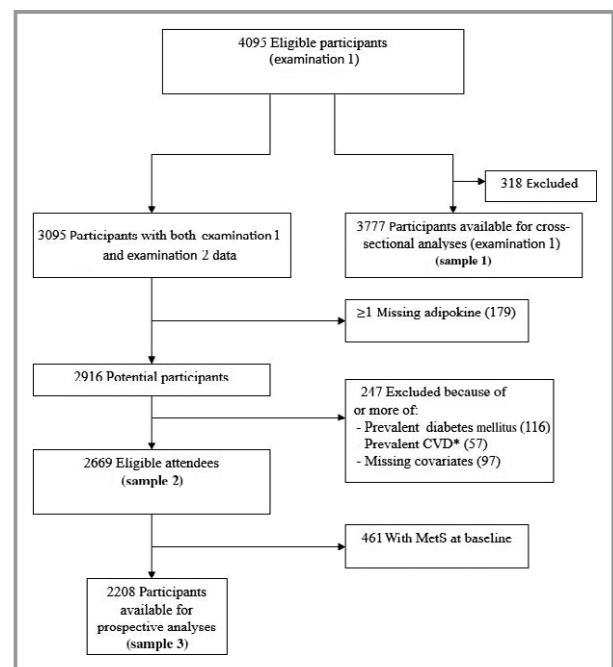 4095 Eligible participants
(examination 1)
318 Excluded
3095 Participants with both examination 1
and examination 2 data
3777 Participants available for cross-
sectional analyses (examination 1)
(sample 1)
≥1 Missing adipokine (179)
2916 Potential participants
247 Excluded because of
or more of:
- Prevalent diabetes mellitus (116)
Prevalent CVD* (57)
- Missing covariates (97)
2669 Eligible attendees
(sample 2)
461 With MetS at baseline
2208 Participants
available for
prospective analyses
(sample 3)